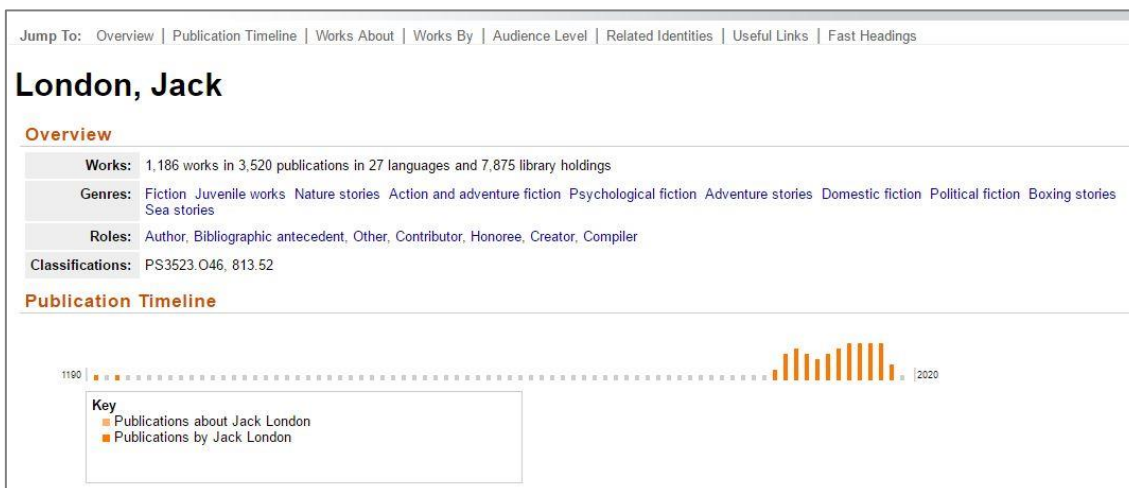 Jump To: Overview | Publication Timeline | Works About | Works By | Audience Level | Related Identities | Useful Links | Fast Headings
London, Jack
Overview
Works: 1,186 works in 3,520 publications in 27 languages and 7,875 library holdings
Genres: Fiction Juvenile works Nature stories Action and adventure fiction Psychological fiction Adventure stories Domestic fiction Political fiction Boxing stories
Sea stories
Roles: Author, Bibliographic antecedent, Other, Contributor, Honoree, Creator, Compiler
Classifications: PS3523.O46, 813.52
Publication Timeline
1190 2020
Key
Publications about Jack London
Publications by Jack London